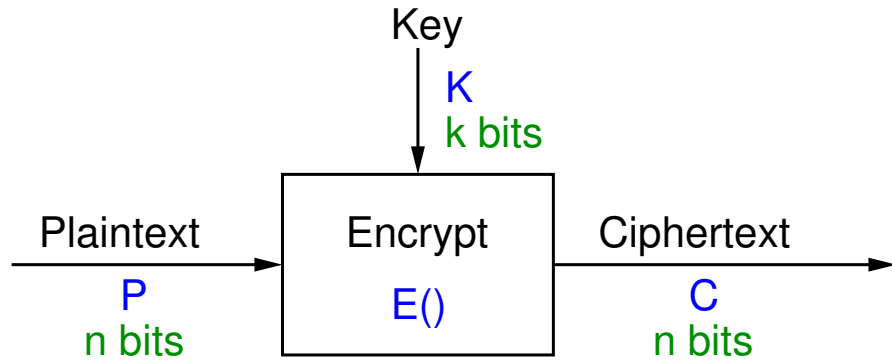 Key
K
k bits
Plaintext
P
n bits
Encrypt
E()
Ciphertext
C
n bits